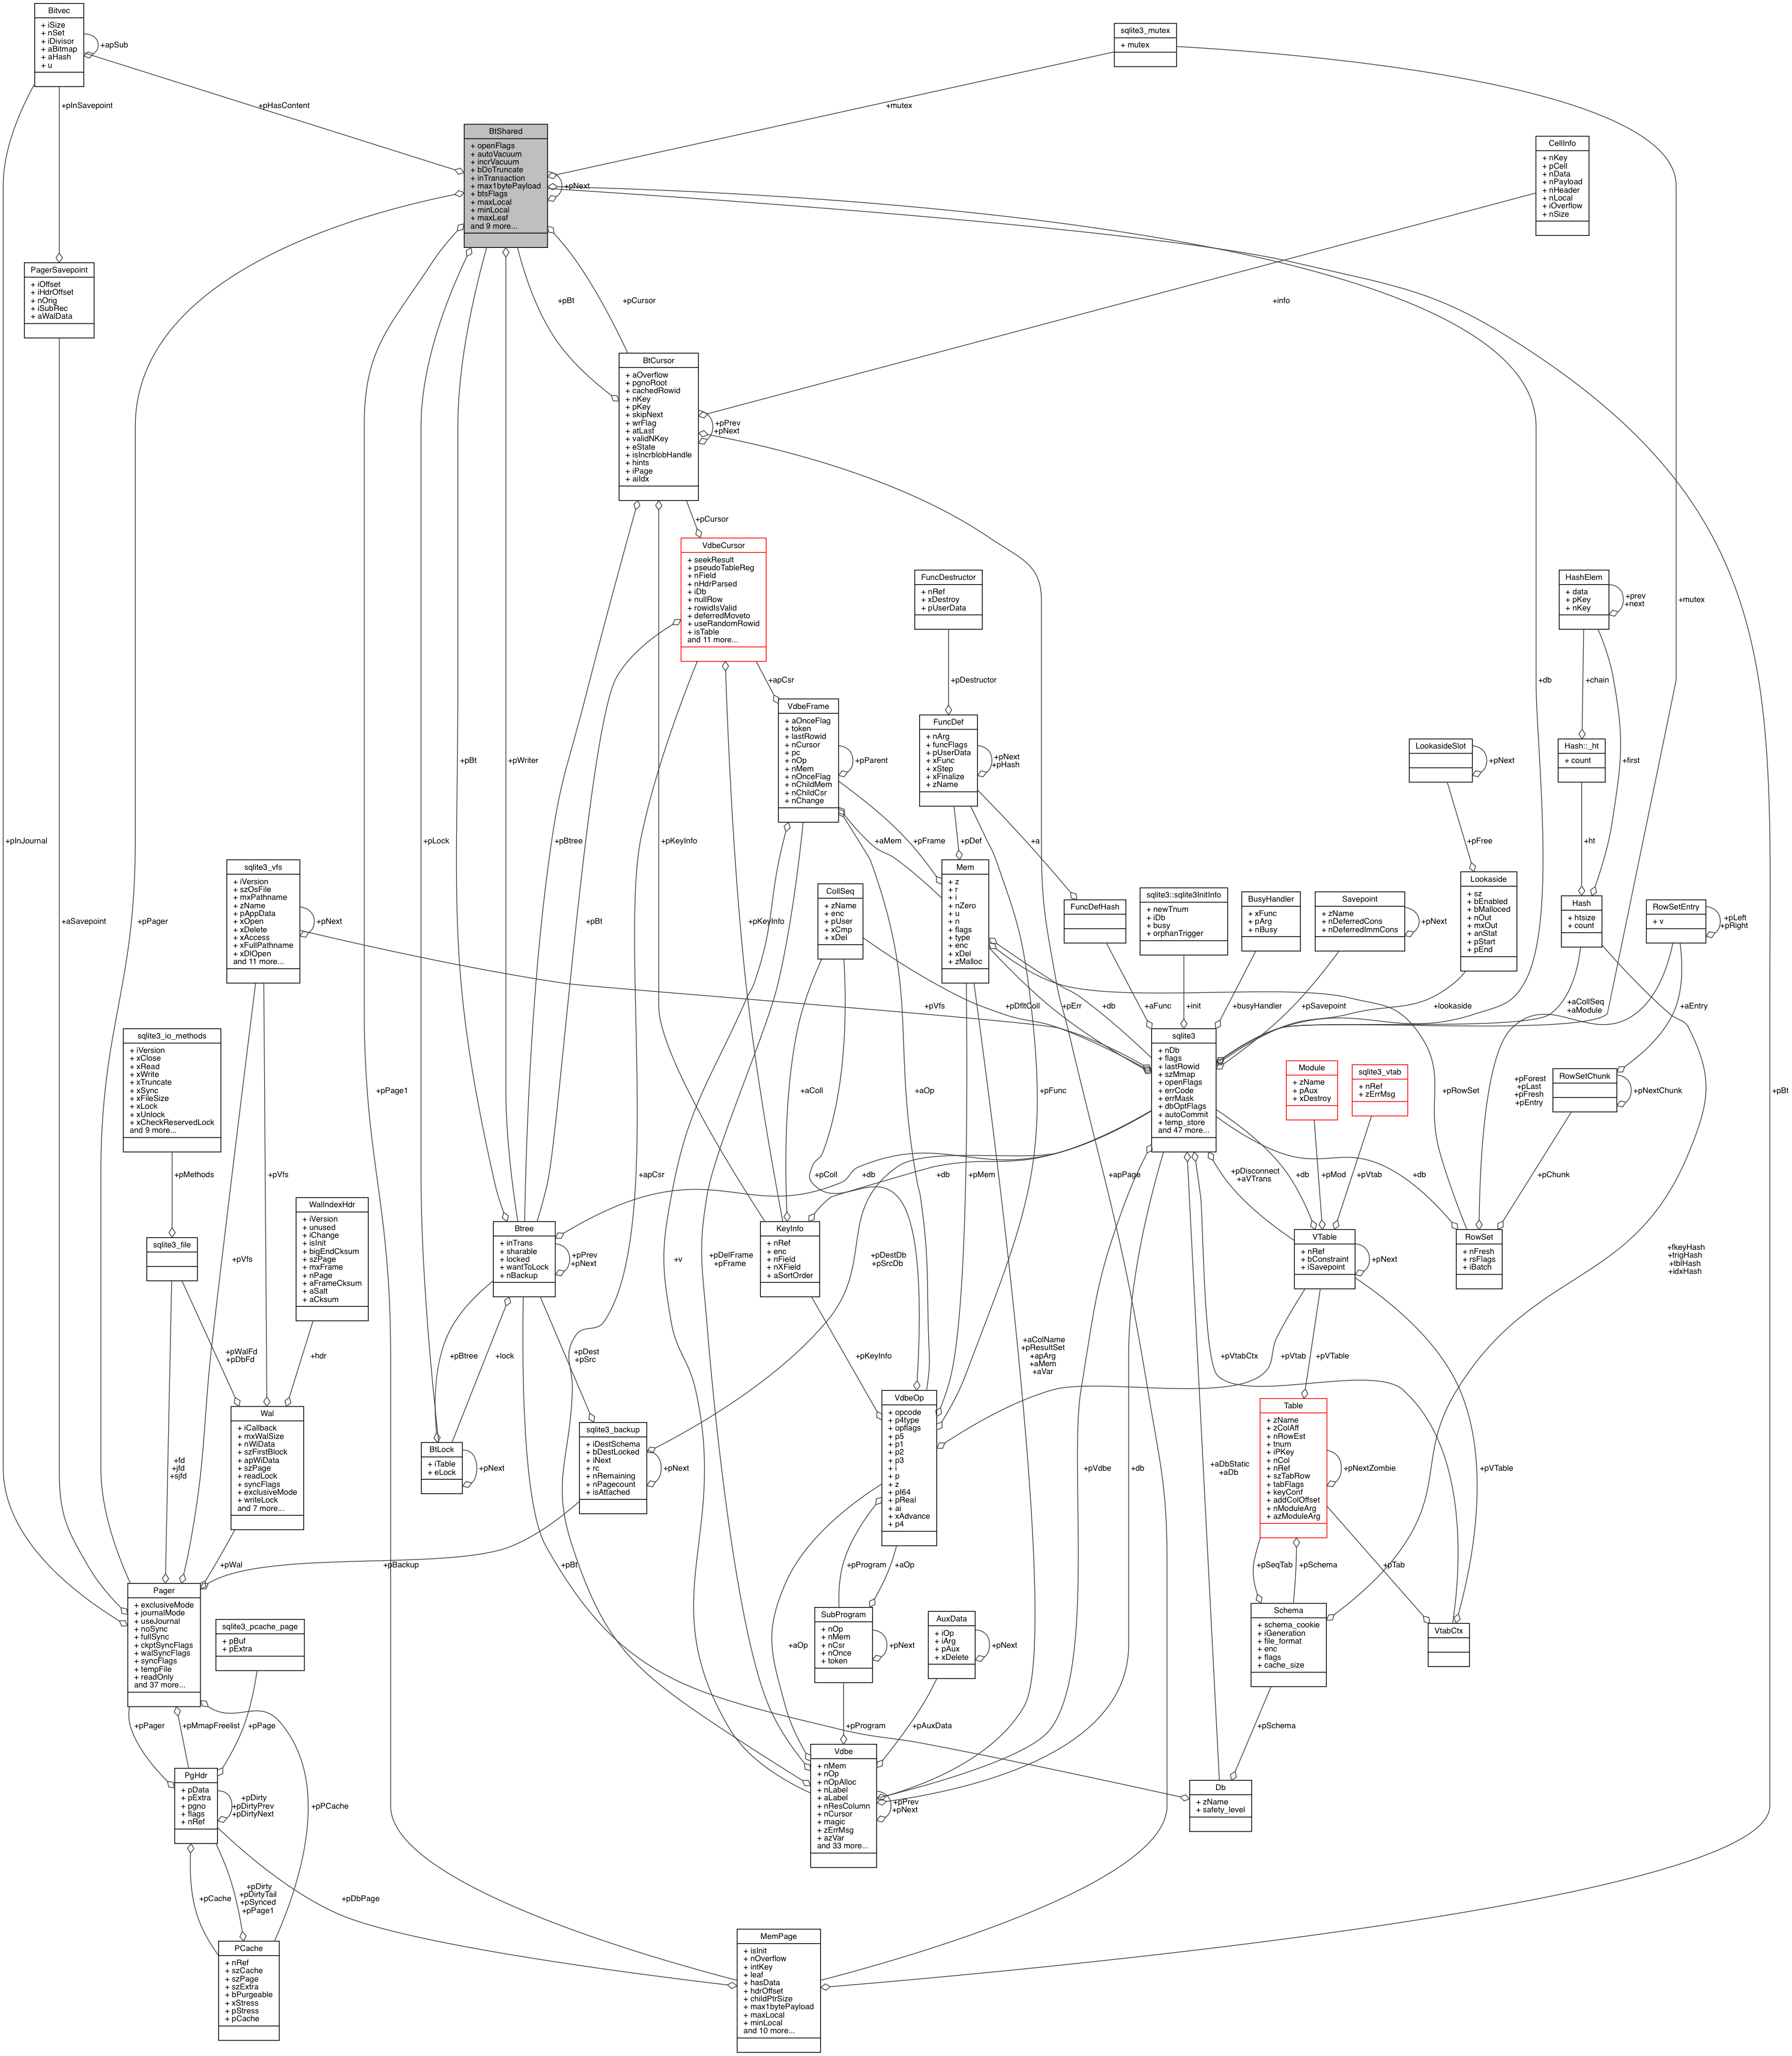 Bitvec
+ iSize
+ nSet
+ iDivisor
+ aBitmap
+ aHash
+ u
+apSub
sqlite3_mutex
+ mutex
+pInSavepoint
+pHasContent
+mutex
BtShared
+ openFlags
+ autoVacuum
+ incrVacuum
+ bDoTruncate
+ inTransaction
+ max1bytePayload
+ btsFlags
+ maxLocal
+ minLocal
+ maxLeaf
and 9 more...
+pNext
CellInfo
+ nKey
+ pCell
+ nData
+ nPayload
+ nHeader
+ nLocal
+ iOverflow
+ nSize
PagerSavepoint
+ iOffset
+ iHdrOffset
+ nOrig
+ iSubRec
+ aWalData
+pBt
+pCursor
+info
BtCursor
+ aOverflow
+ pgnoRoot
+ cachedRowid
+ nKey
+ pKey
+ skipNext
+ wrFlag
+ atLast
+ validNKey
+ eState
+ isIncrblobHandle
+ hints
+ iPage
+ aiIdx
+pPrev
+pNext
+pCursor
VdbeCursor
+ seekResult
+ pseudoTableReg
+ nField
+ nHdrParsed
+ iDb
+ nullRow
+ rowidIsValid
+ deferredMoveto
+ useRandomRowid
+ isTable
and 11 more...
FuncDestructor
+ nRef
+ xDestroy
+ pUserData
HashElem
+ data
+ pKey
+ nKey
+prev
+next
+mutex
+apCsr
+pDestructor
+chain
+db
VdbeFrame
+ aOnceFlag
+ token
+ lastRowid
+ nCursor
+ pc
+ nOp
+ nMem
+ nOnceFlag
+ nChildMem
+ nChildCsr
+ nChange
+pParent
FuncDef
+ nArg
+ funcFlags
+ pUserData
+ xFunc
+ xStep
+ xFinalize
+ zName
+pNext
+pHash
LookasideSlot
+pNext
Hash::_ht
+ count
+first
+pBt
+pWriter
+pInJournal
+pLock
+pBtree
+pKeyInfo
+aMem
+pFrame
+pDef
+a
+pFree
+ht
sqlite3_vfs
+ iVersion
+ szOsFile
+ mxPathname
+ zName
+ pAppData
+ xOpen
+ xDelete
+ xAccess
+ xFullPathname
+ xDlOpen
and 11 more...
+pNext
CollSeq
+ zName
+ enc
+ pUser
+ xCmp
+ xDel
Mem
+ z
+ r
+ i
+ nZero
+ u
+ n
+ flags
+ type
+ enc
+ xDel
+ zMalloc
FuncDefHash
sqlite3::sqlite3InitInfo
+ newTnum
+ iDb
+ busy
+ orphanTrigger
BusyHandler
+ xFunc
+ pArg
+ nBusy
Savepoint
+ zName
+ nDeferredCons
+ nDeferredImmCons
+pNext
Lookaside
+ sz
+ bEnabled
+ bMalloced
+ nOut
+ mxOut
+ anStat
+ pStart
+ pEnd
Hash
+ htsize
+ count
RowSetEntry
+ v
+pLeft
+pRight
+aSavepoint
+pPager
+pBt
+pKeyInfo
+pVfs
+pDfltColl
+pErr
+db
+aFunc
+init
+busyHandler
+pSavepoint
+lookaside
+aCollSeq
+aModule
+aEntry
sqlite3_io_methods
+ iVersion
+ xClose
+ xRead
+ xWrite
+ xTruncate
+ xSync
+ xFileSize
+ xLock
+ xUnlock
+ xCheckReservedLock
and 9 more...
sqlite3
+ nDb
+ flags
+ lastRowid
+ szMmap
+ openFlags
+ errCode
+ errMask
+ dbOptFlags
+ autoCommit
+ temp_store
and 47 more...
Module
+ zName
+ pAux
+ xDestroy
sqlite3_vtab
+ nRef
+ zErrMsg
RowSetChunk
+pNextChunk
+pPage1
+aColl
+aOp
+pFunc
+pRowSet
+pForest
+pLast
+pFresh
+pEntry
+pBt
+pMethods
+pVfs
+apCsr
+pColl
+db
+pMem
+apPage
+pDisconnect
+aVTrans
+db
+pMod
+pVtab
+db
+pChunk
WalIndexHdr
+ iVersion
+ unused
+ iChange
+ isInit
+ bigEndCksum
+ szPage
+ mxFrame
+ nPage
+ aFrameCksum
+ aSalt
+ aCksum
sqlite3_file
+pVfs
Btree
+ inTrans
+ sharable
+ locked
+ wantToLock
+ nBackup
+pPrev
+pNext
+v
+pDelFrame
+pFrame
KeyInfo
+ nRef
+ enc
+ nField
+ nXField
+ aSortOrder
+pDestDb
+pSrcDb
VTable
+ nRef
+ bConstraint
+ iSavepoint
+pNext
RowSet
+ nFresh
+ rsFlags
+ iBatch
+fkeyHash
+trigHash
+tblHash
+idxHash
+pWalFd
+pDbFd
+hdr
+pBtree
+lock
+pDest
+pSrc
+pKeyInfo
+aColName
+pResultSet
+apArg
+aMem
+aVar
+pVtabCtx
+pVtab
+pVTable
Wal
+ iCallback
+ mxWalSize
+ nWiData
+ szFirstBlock
+ apWiData
+ szPage
+ readLock
+ syncFlags
+ exclusiveMode
+ writeLock
and 7 more...
+fd
+jfd
+sjfd
BtLock
+ iTable
+ eLock
+pNext
sqlite3_backup
+ iDestSchema
+ bDestLocked
+ iNext
+ rc
+ nRemaining
+ nPagecount
+ isAttached
+pNext
VdbeOp
+ opcode
+ p4type
+ opflags
+ p5
+ p1
+ p2
+ p3
+ i
+ p
+ z
+ pI64
+ pReal
+ ai
+ xAdvance
+ p4
+pVdbe
+db
+aDbStatic
+aDb
Table
+ zName
+ zColAff
+ nRowEst
+ tnum
+ iPKey
+ nCol
+ nRef
+ szTabRow
+ tabFlags
+ keyConf
+ addColOffset
+ nModuleArg
+ azModuleArg
+pNextZombie
+pVTable
+pWal
+pBackup
+pBt
+pProgram
+aOp
+pSeqTab
+pSchema
+pTab
Pager
+ exclusiveMode
+ journalMode
+ useJournal
+ noSync
+ fullSync
+ ckptSyncFlags
+ walSyncFlags
+ syncFlags
+ tempFile
+ readOnly
and 37 more...
sqlite3_pcache_page
+ pBuf
+ pExtra
+aOp
SubProgram
+ nOp
+ nMem
+ nCsr
+ nOnce
+ token
+pNext
AuxData
+ iOp
+ iArg
+ pAux
+ xDelete
+pNext
Schema
+ schema_cookie
+ iGeneration
+ file_format
+ enc
+ flags
+ cache_size
VtabCtx
+pPager
+pMmapFreelist
+pPage
+pProgram
+pAuxData
+pSchema
PgHdr
+ pData
+ pExtra
+ pgno
+ flags
+ nRef
+pDirty
+pDirtyPrev
+pDirtyNext
+pPCache
Vdbe
+ nMem
+ nOp
+ nOpAlloc
+ nLabel
+ aLabel
+ nResColumn
+ nCursor
+ magic
+ zErrMsg
+ azVar
and 33 more...
+pPrev
+pNext
Db
+ zName
+ safety_level
+pCache
+pDirty
+pDirtyTail
+pSynced
+pPage1
+pDbPage
PCache
+ nRef
+ szCache
+ szPage
+ szExtra
+ bPurgeable
+ xStress
+ pStress
+ pCache
MemPage
+ isInit
+ nOverflow
+ intKey
+ leaf
+ hasData
+ hdrOffset
+ childPtrSize
+ max1bytePayload
+ maxLocal
+ minLocal
and 10 more...